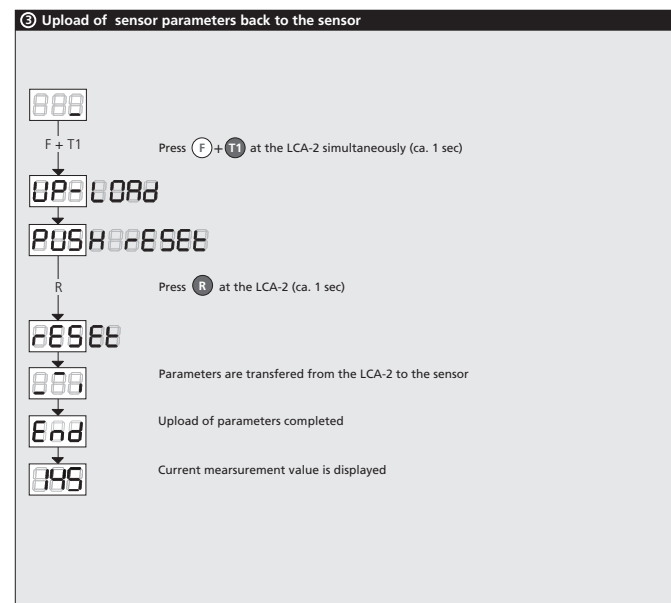 ③ Upload of sensor parameters back to the sensor
_
F + T1
Press F + T1 at the LCA-2 simultaneously (ca. 1 sec)
UP-LOAd
PUSH rESEt
R
Press R at the LCA-2 (ca. 1 sec)
rESEt
Parameters are transfered from the LCA-2 to the sensor
End
Upload of parameters completed
145
Current mearsurement value is displayed